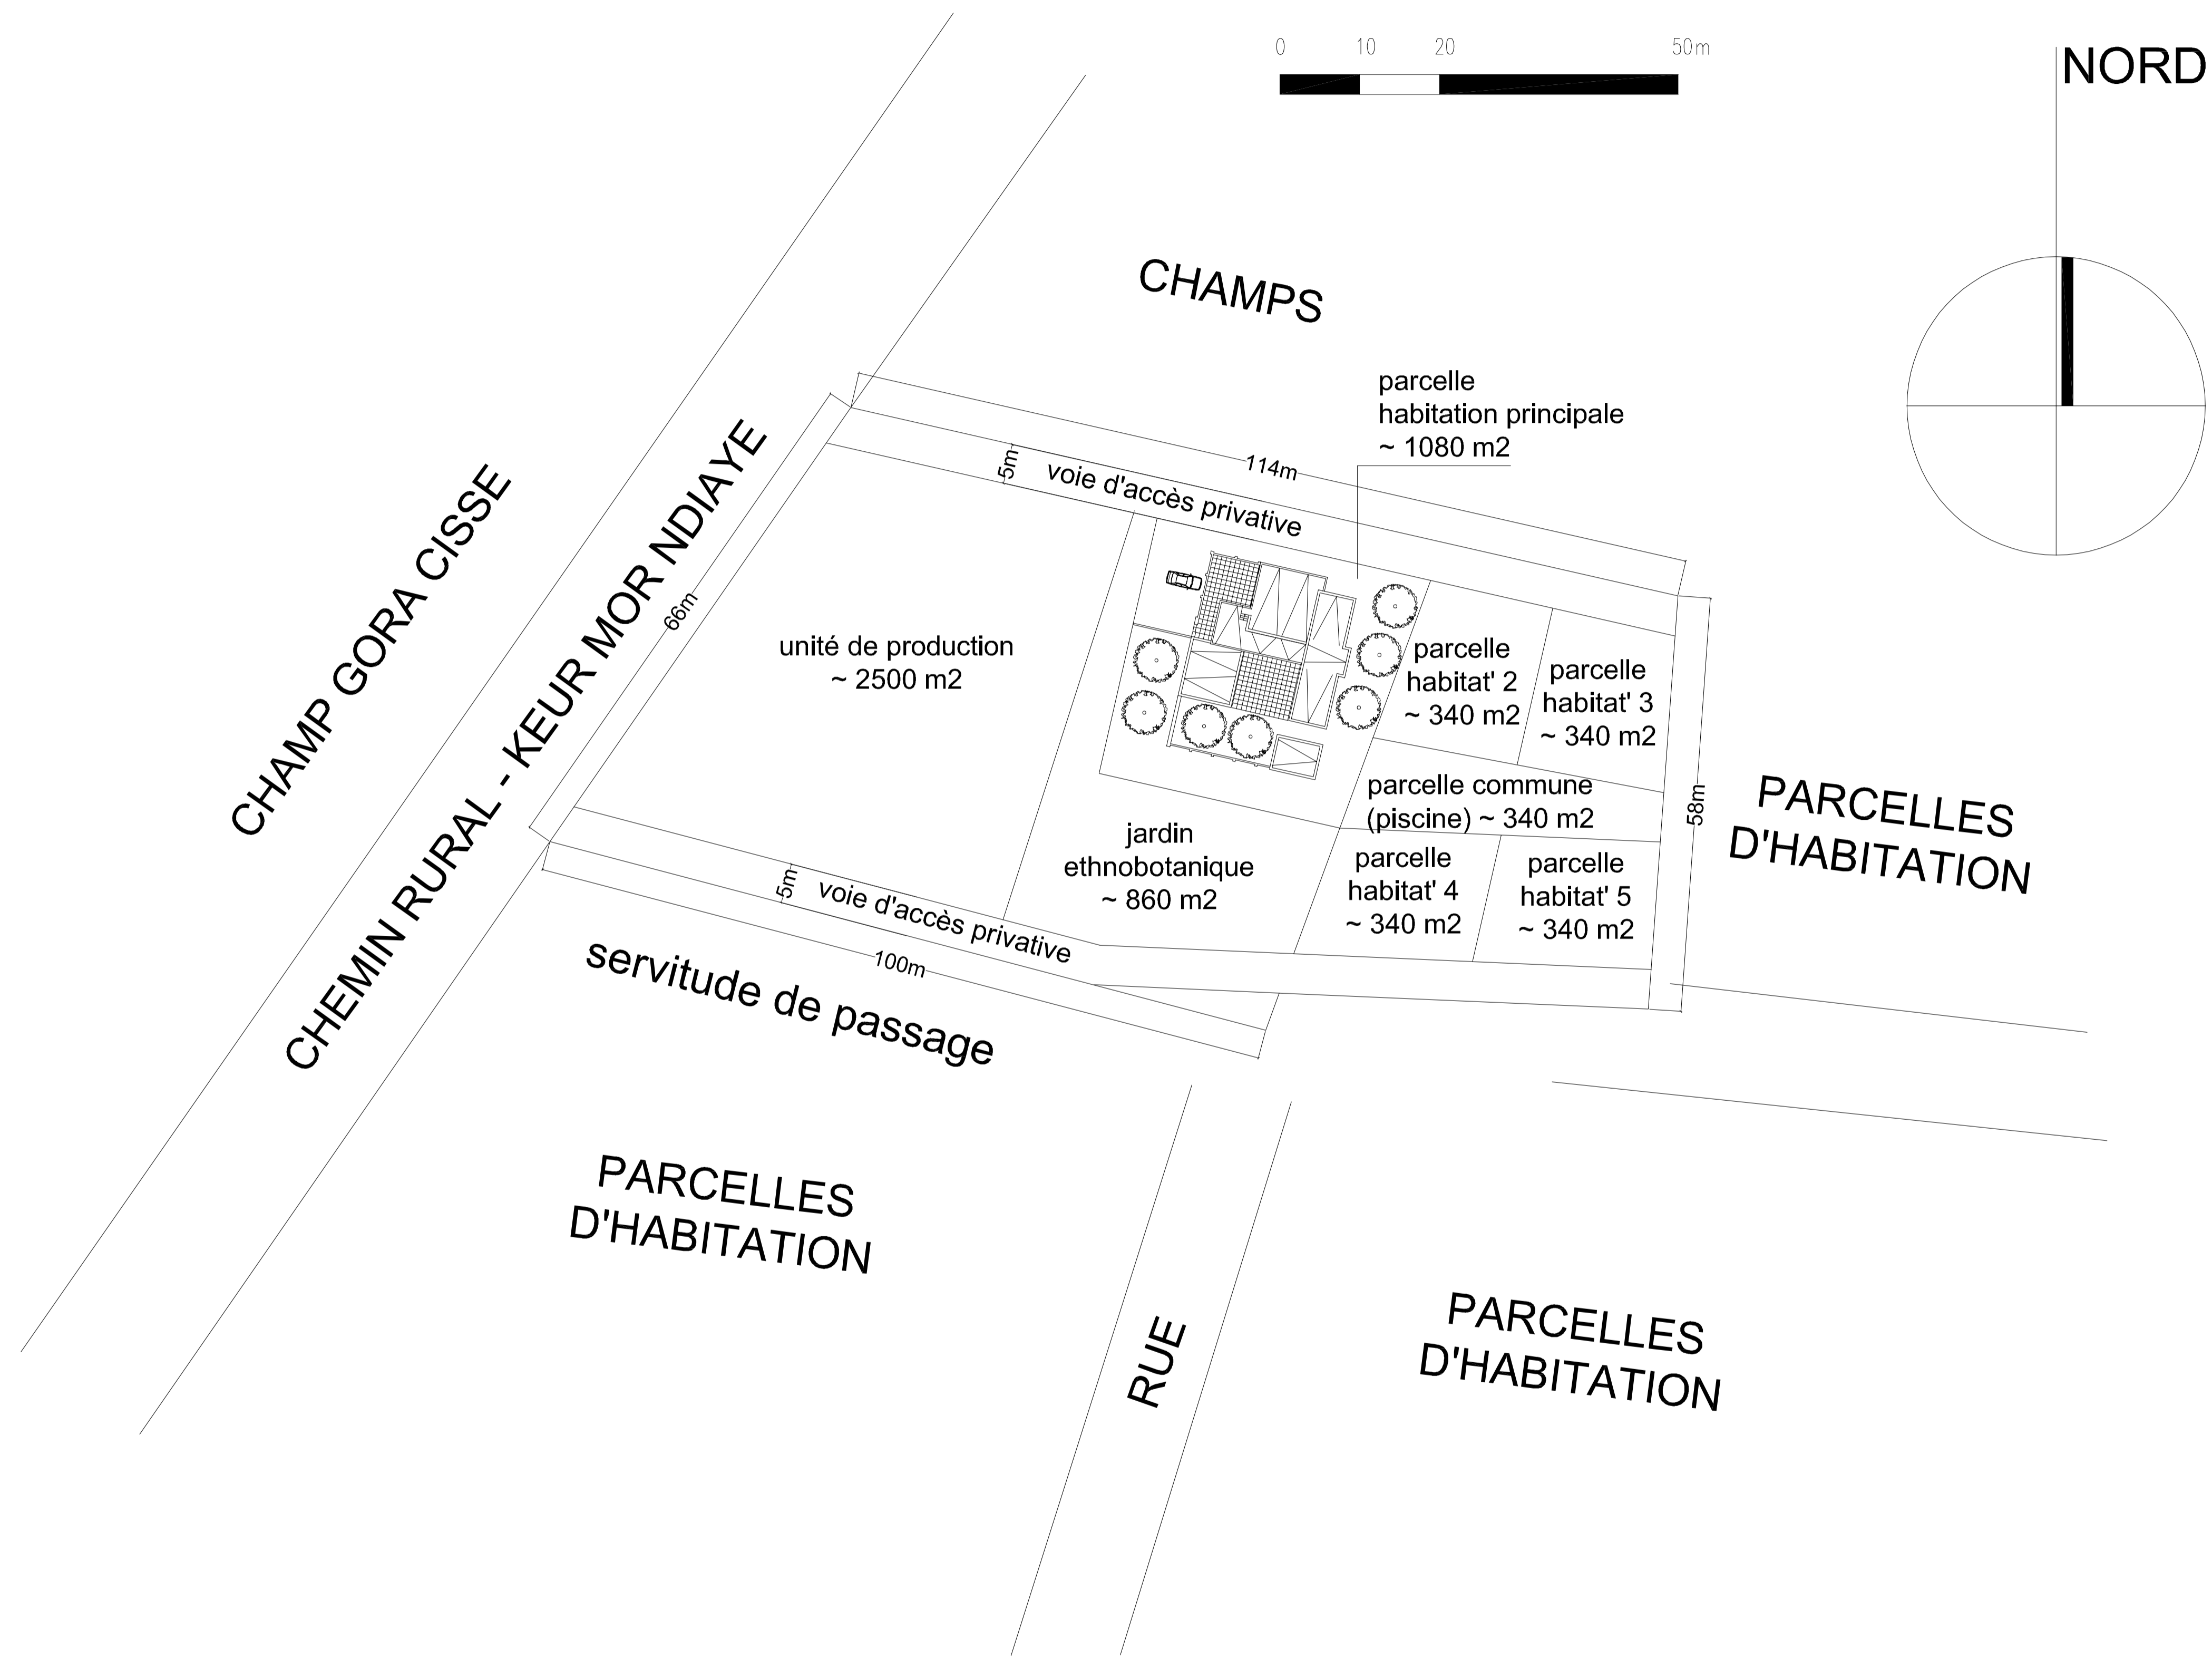 0 10 20 50m
NORD
CHAMPS
parcelle
habitation principale
~ 1080 m2
114m
5m
voie d'accès privative
CHAMP GORA CISSE
CHEMIN RURAL - KEUR MOR NDIAYE
66m
unité de production
~ 2500 m2
parcelle
habitat' 2
~ 340 m2
parcelle
habitat' 3
~ 340 m2
parcelle commune
(piscine) ~ 340 m2
58m
PARCELLES
D'HABITATION
jardin
ethnobotanique
~ 860 m2
parcelle
habitat' 4
~ 340 m2
parcelle
habitat' 5
~ 340 m2
5m
voie d'accès privative
100m
servitude de passage
PARCELLES
D'HABITATION
RUE
PARCELLES
D'HABITATION